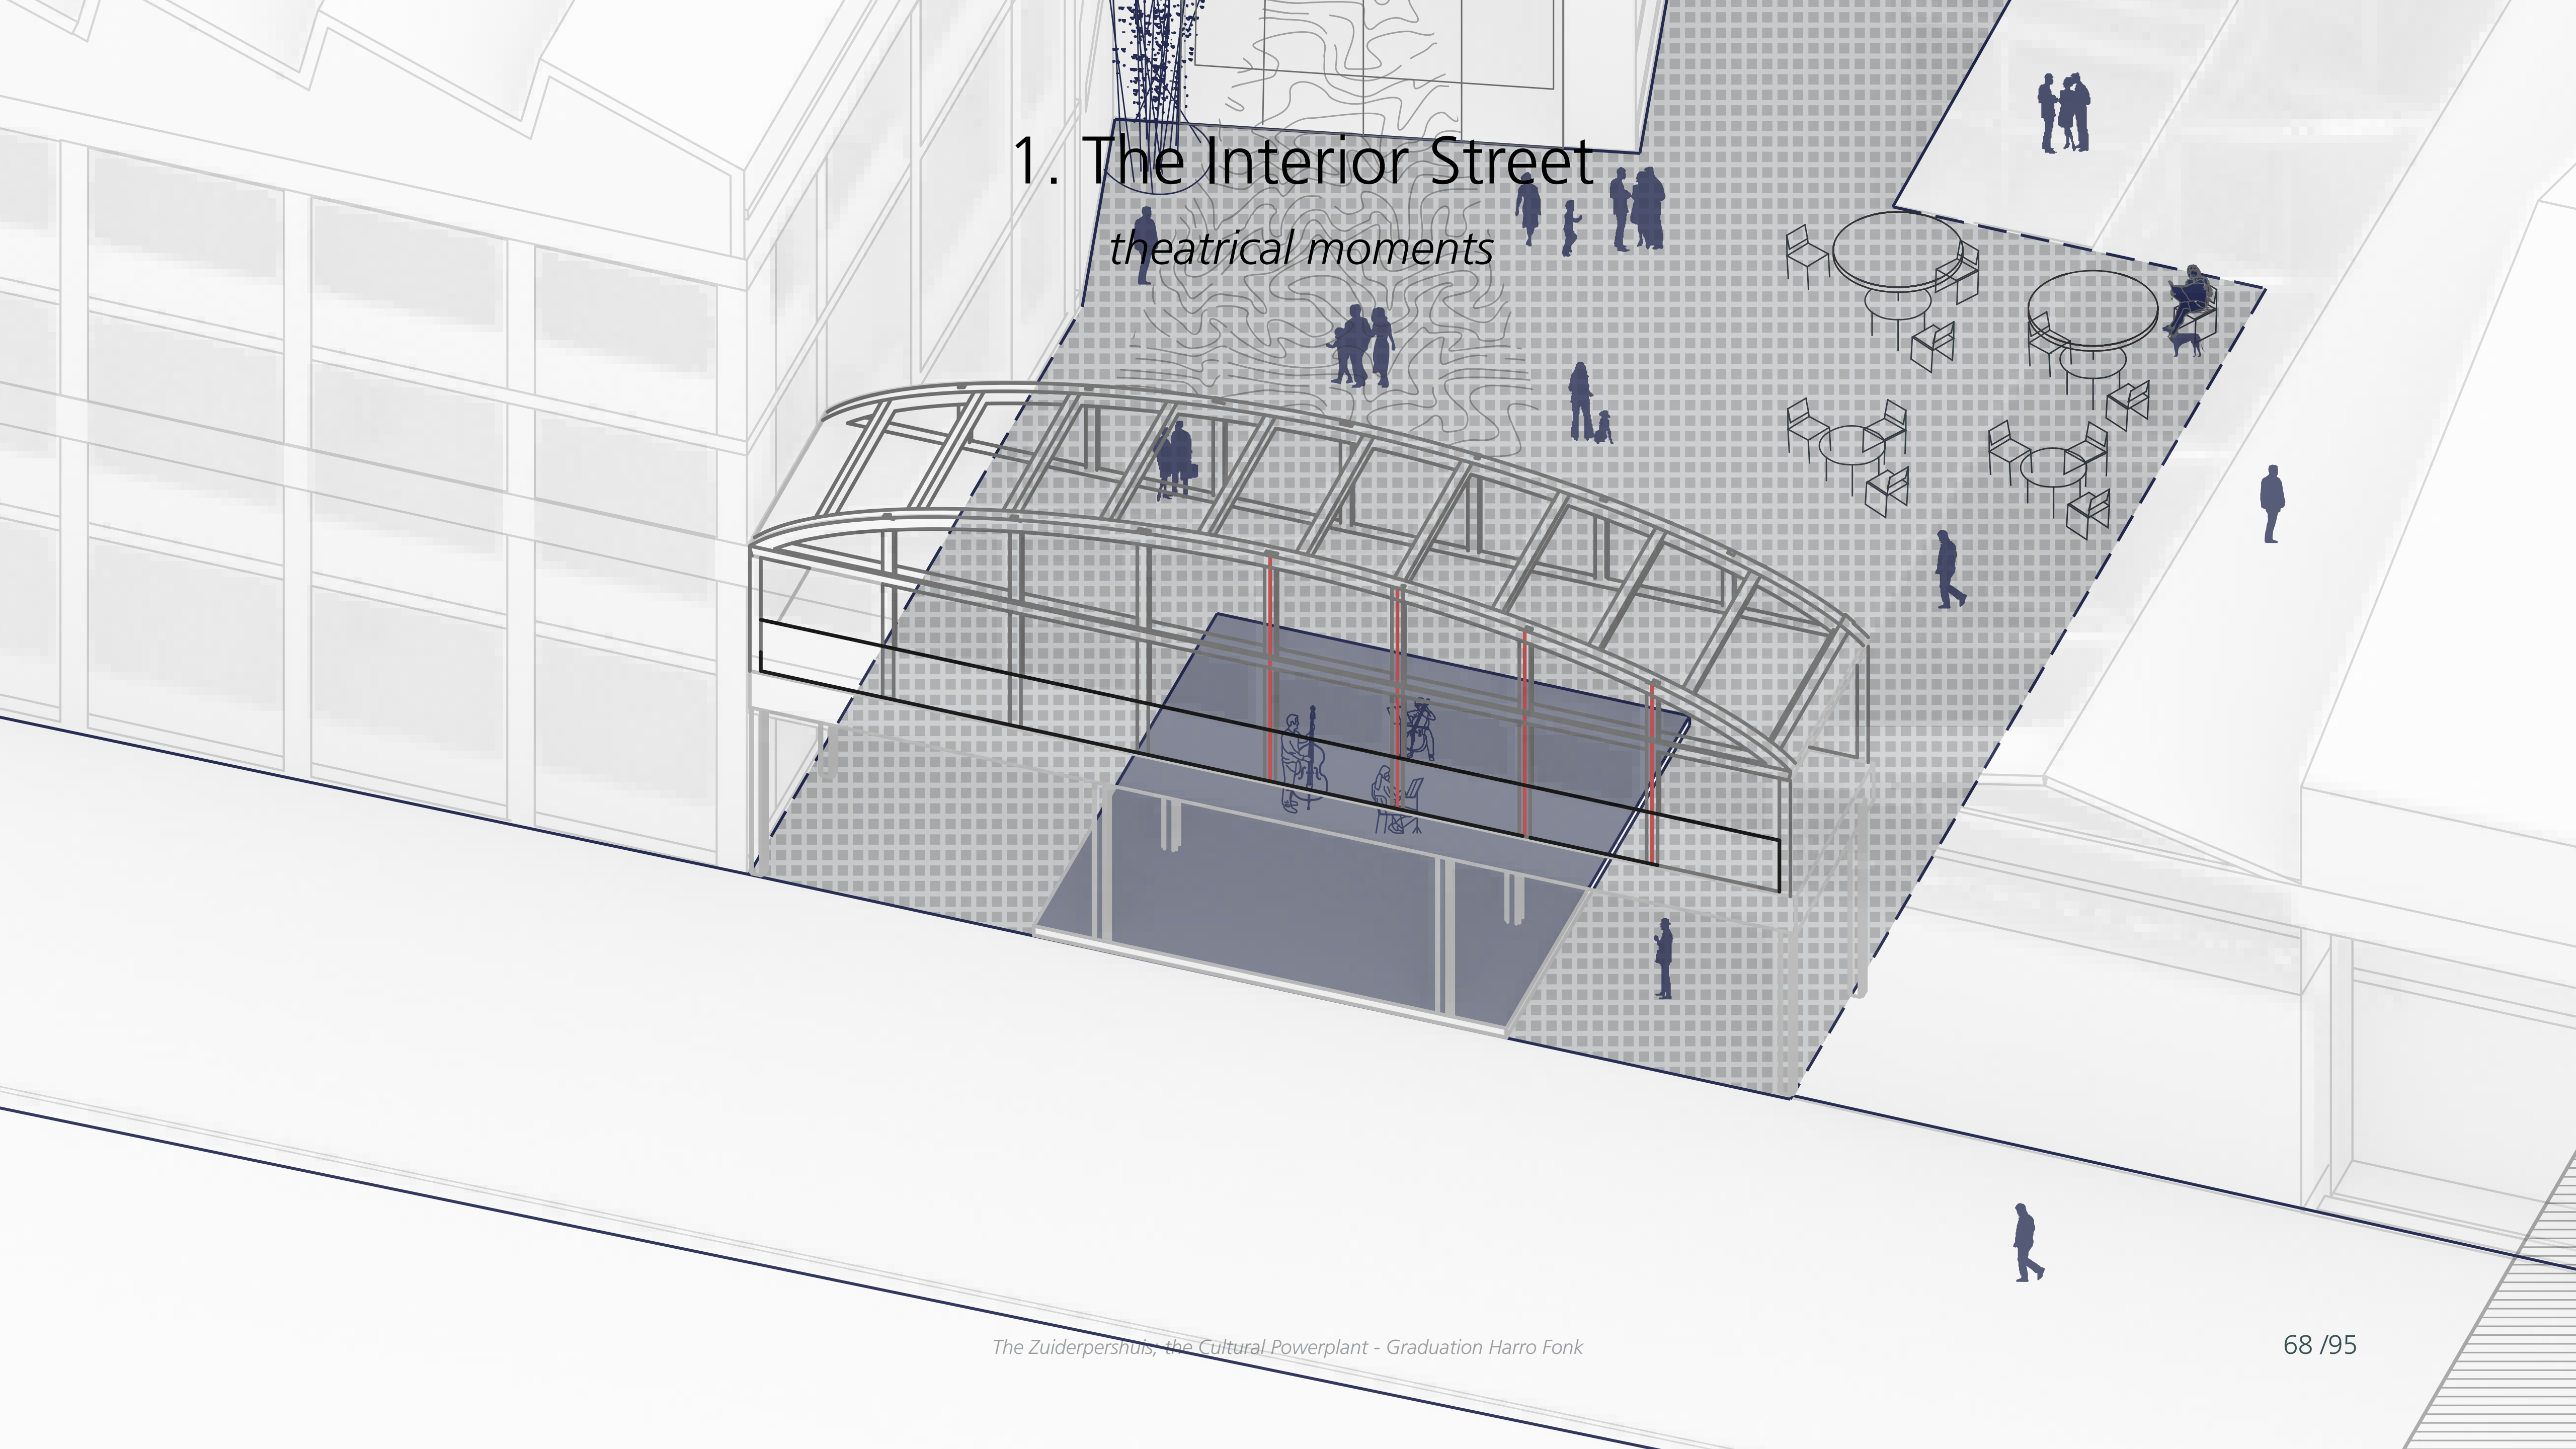 1. The Interior Street
theatrical moments
The Zuiderpershuis; the Cultural Powerplant - Graduation Harro Fonk
68 /95